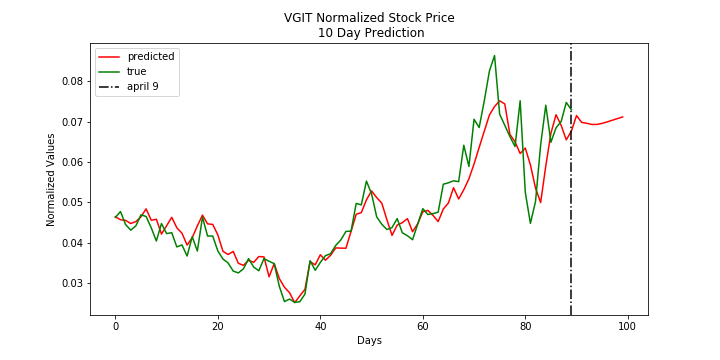 VGIT Normalized Stock Price
10 Day Prediction
predicted
true
april 9
Normalized Values
0.08
0.07
0.06
0.05
0.04
0.03
0
20
40
60
80
100
Days